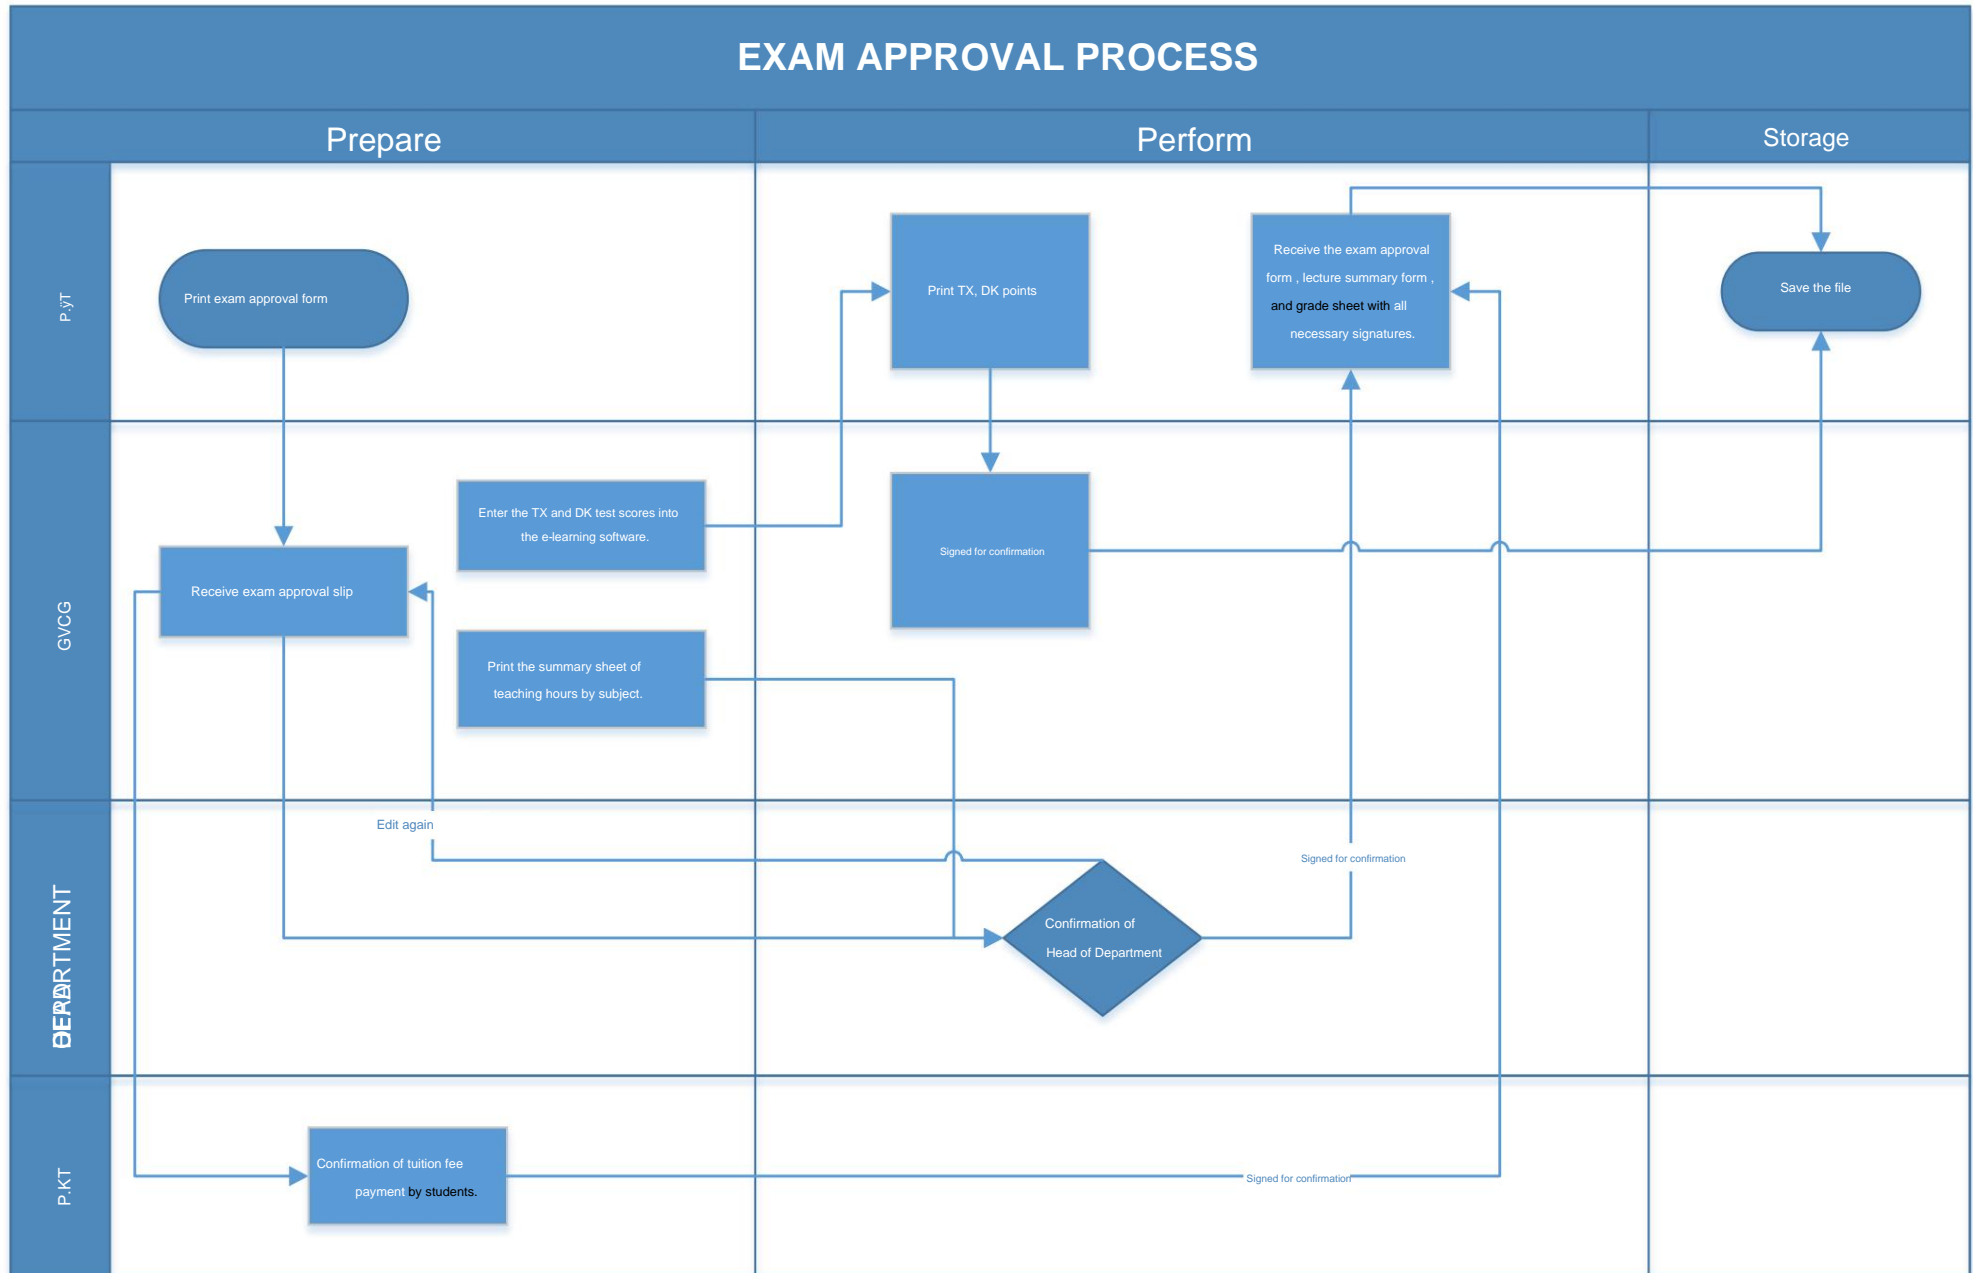 EXAM APPROVAL PROCESS
Prepare
Perform
Storage
P.ÿT
Print exam approval form
Print TX, DK points
Receive the exam approval
form , lecture summary form ,
and grade sheet with all
necessary signatures.
Save the file
GVCG
Enter the TX and DK test scores into
the e-learning software.
Receive exam approval slip
Print the summary sheet of
teaching hours by subject.
Signed for confirmation
Edit again
DEPARTMENT
Confirmation of
Head of Department
Signed for confirmation
P.KT
Confirmation of tuition fee
payment by students.
Signed for confirmation